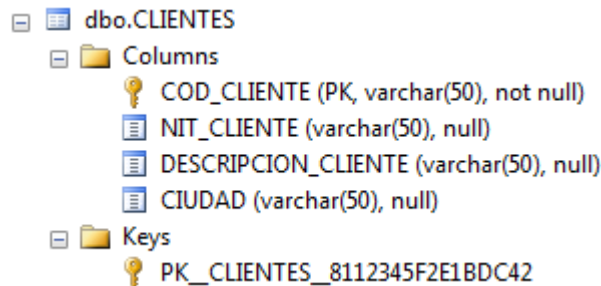 dbo.CLIENTES
Columns
COD_CLIENTE (PK, varchar(50), not null)
NIT_CLIENTE (varchar(50), null)
DESCRIPCION_CLIENTE (varchar(50), null)
CIUDAD (varchar(50), null)
Keys
PK__CLIENTES__8112345F2E1BDC42